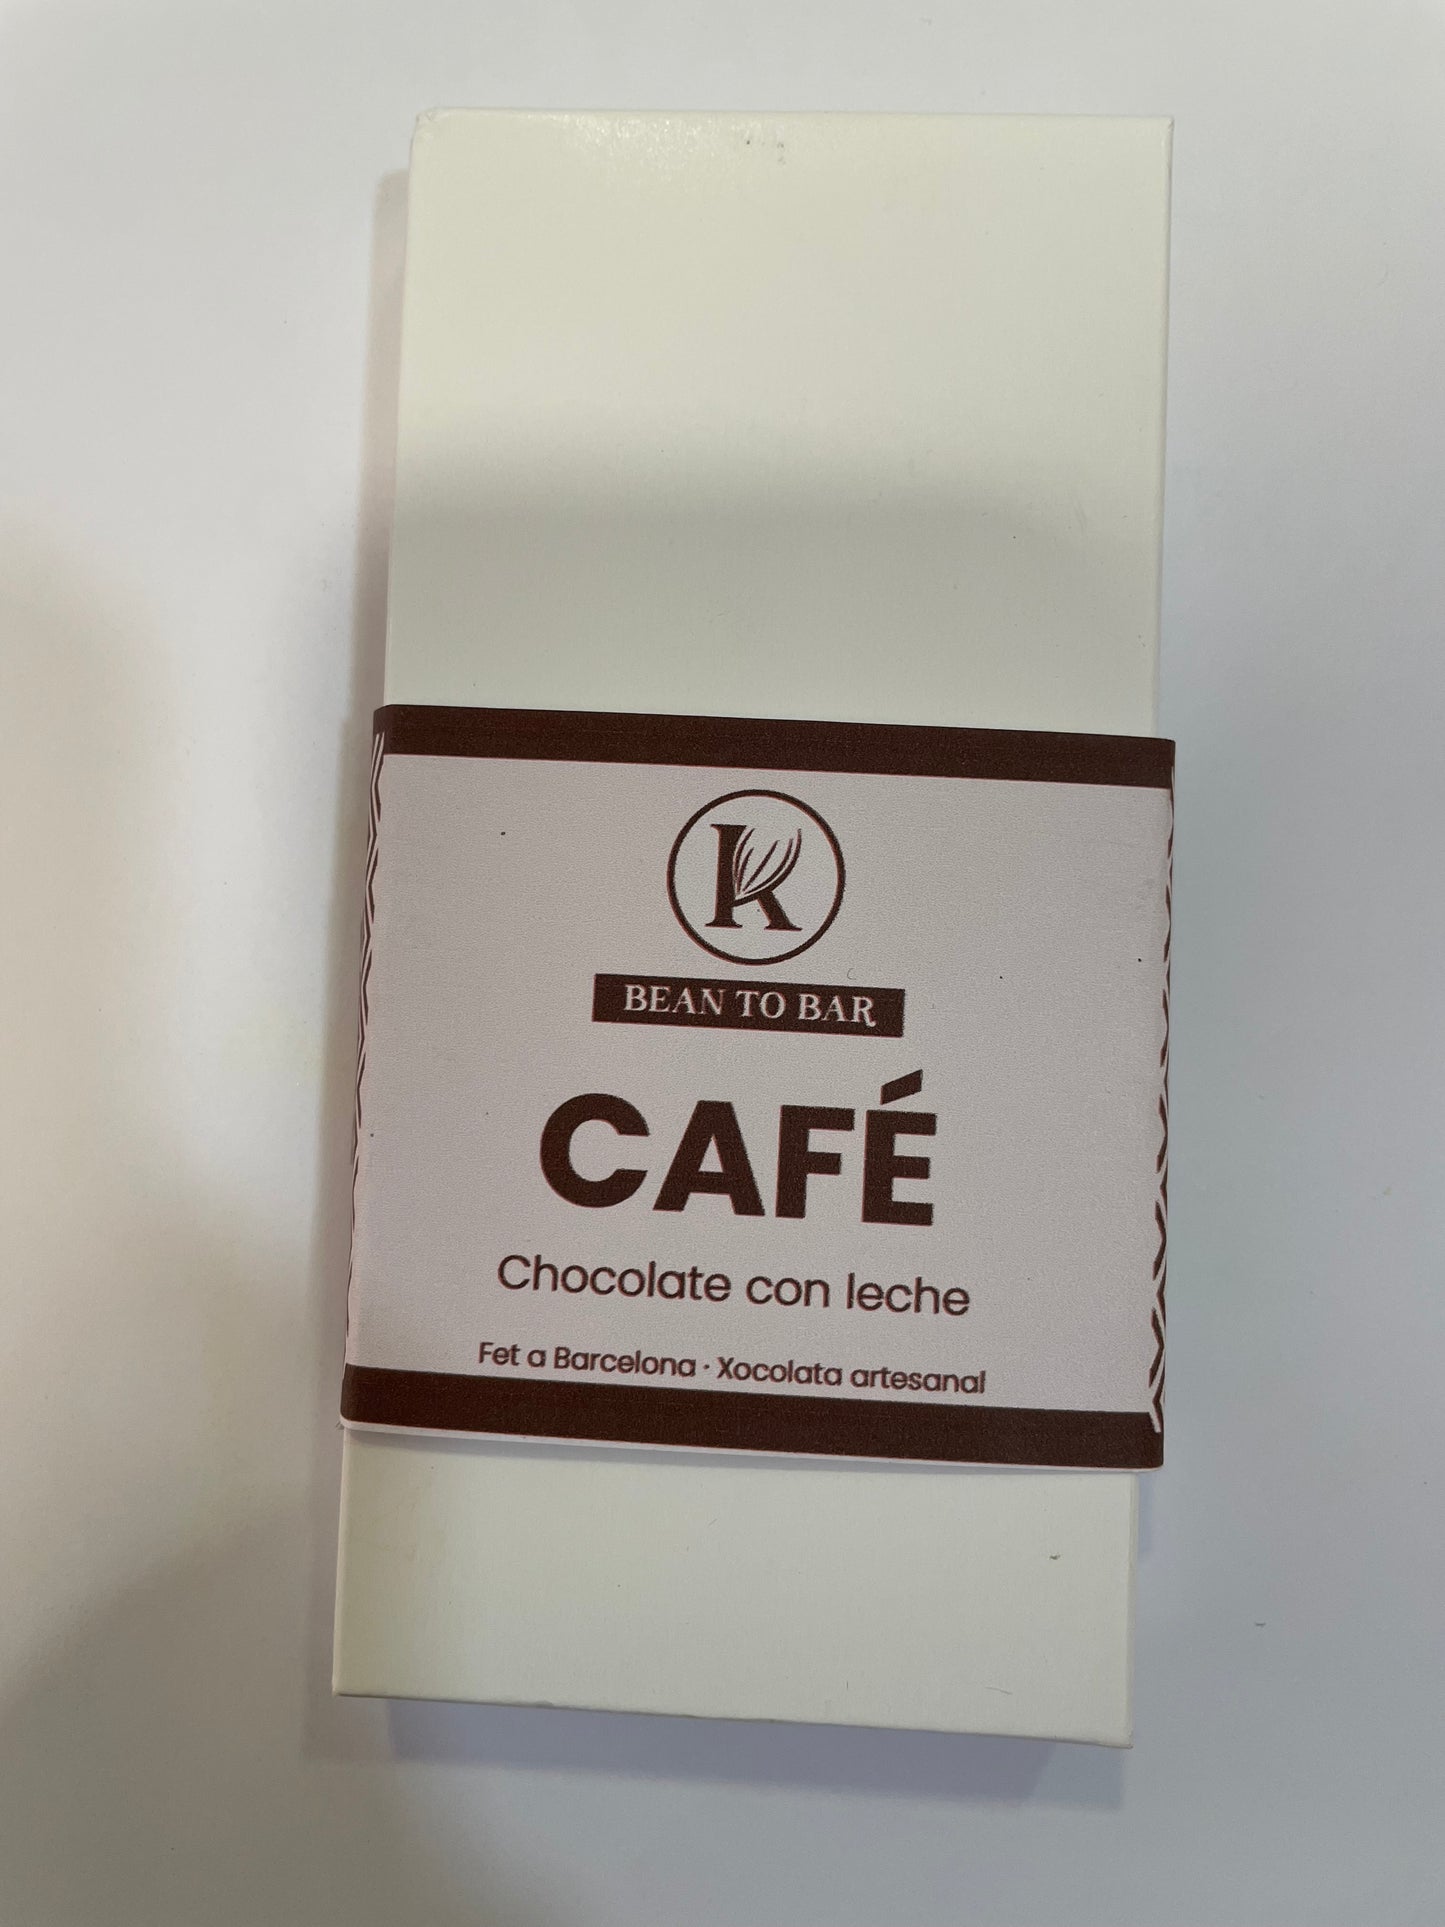 K
BEAN TO BAR
CAFÉ
Chocolate con leche
Fet a Barcelona · Xocolata artesanal